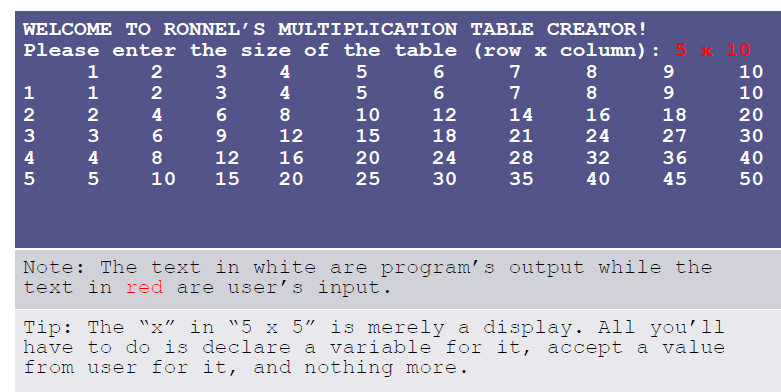 WELCOME TO RONNEL’S MULTIPLICATION TABLE CREATOR!
Please enter the size of the table (row x column): 5 x 10
1 2 3 4 5 6 7 8 9 10
1 1 2 3 4 5 6 7 8 9 10
2 2 4 6 8 10 12 14 16 18 20
3 3 6 9 12 15 18 21 24 27 30
4 4 8 12 16 20 24 28 32 36 40
5 5 10 15 20 25 30 35 40 45 50
Note: The text in white are program’s output while the
text in red are user’s input.
Tip: The “x” in “5 x 5” is merely a display. All you’ll
have to do is declare a variable for it, accept a value
from user for it, and nothing more.